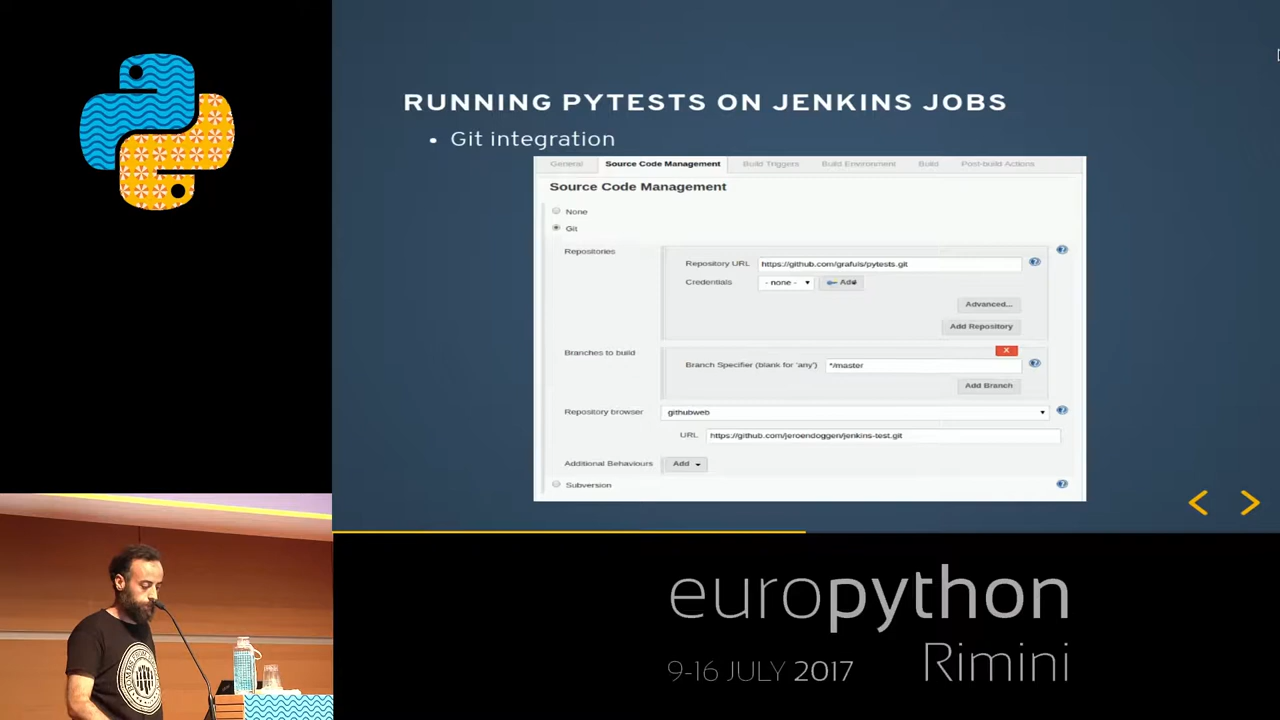 RUNNING PYTESTS ON JENKINS JOBS
• Git integration
General Source Code Management Build Triggers Build Environment Build Post-build Actions
Source Code Management
None
Git
Repositories
Repository URL https://github.com/grafuls/pytests.git
Credentials - none - Add
Advanced...
Add Repository
Branches to build
X
Branch Specifier (blank for 'any') */master
Add Branch
Repository browser githubweb
URL https://github.com/jeroendoggen/jenkins-test.git
Additional Behaviours Add
Subversion
europython
9-16 JULY 2017 Rimini